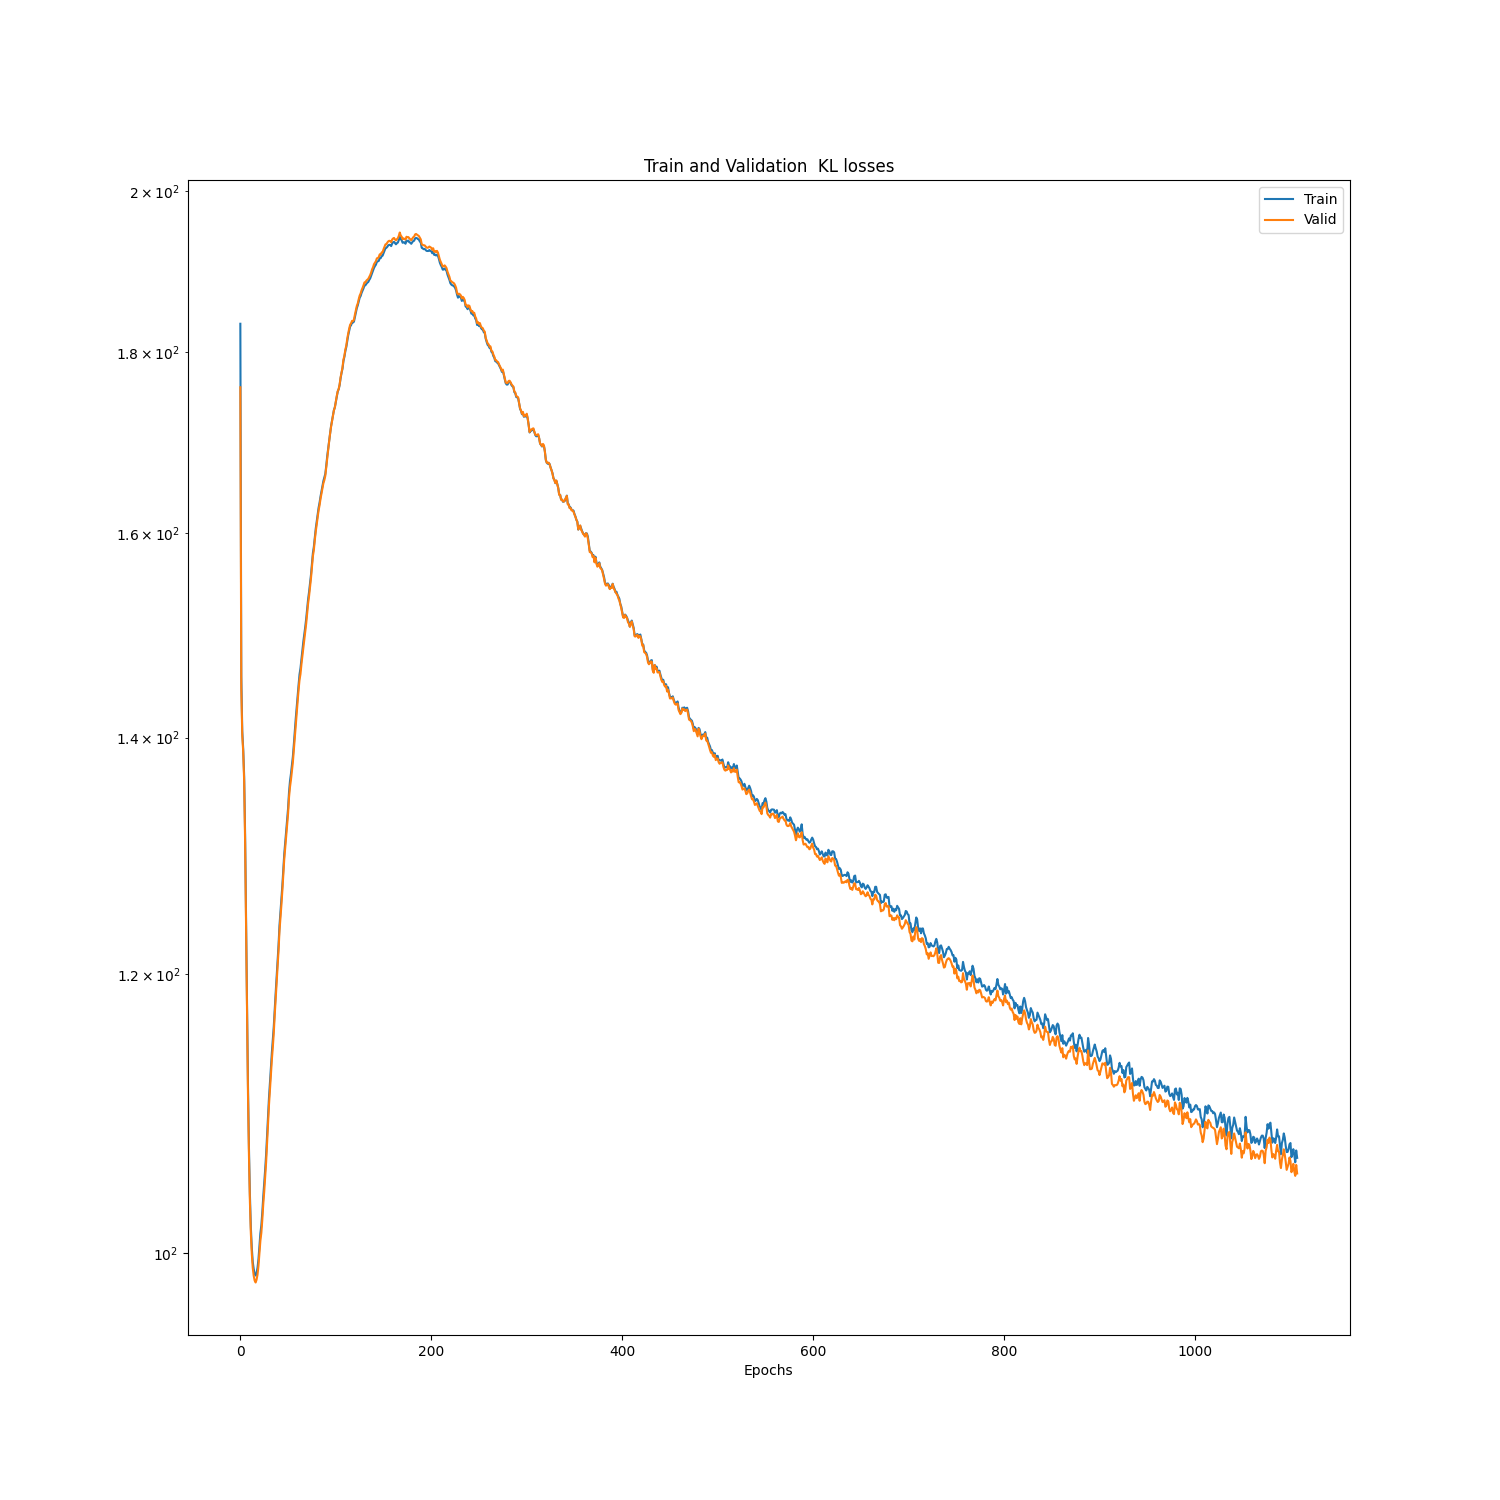 Train and Validation  KL losses
2 × 10²
1.8 × 10²
1.6 × 10²
1.4 × 10²
1.2 × 10²
10²
Train
Valid
0 200 400 600 800 1000
Epochs